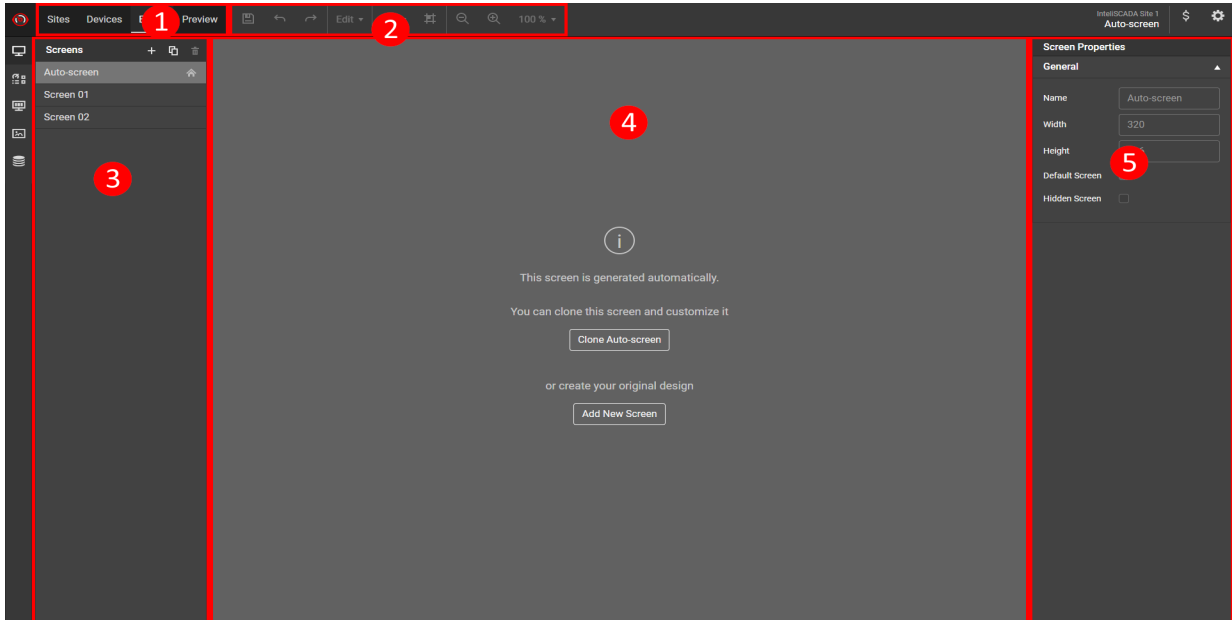 Sites Devices E 1 Preview 2 Edit 100 % InteliSCADA Site 1 $
Auto-screen
Screens + Screen Properties
Auto-screen General
Screen 01 Name Auto-screen
Screen 02 Width 320
4
Height
3 5
Default Screen
Hidden Screen
i
This screen is generated automatically.
You can clone this screen and customize it
Clone Auto-screen
or create your original design
Add New Screen